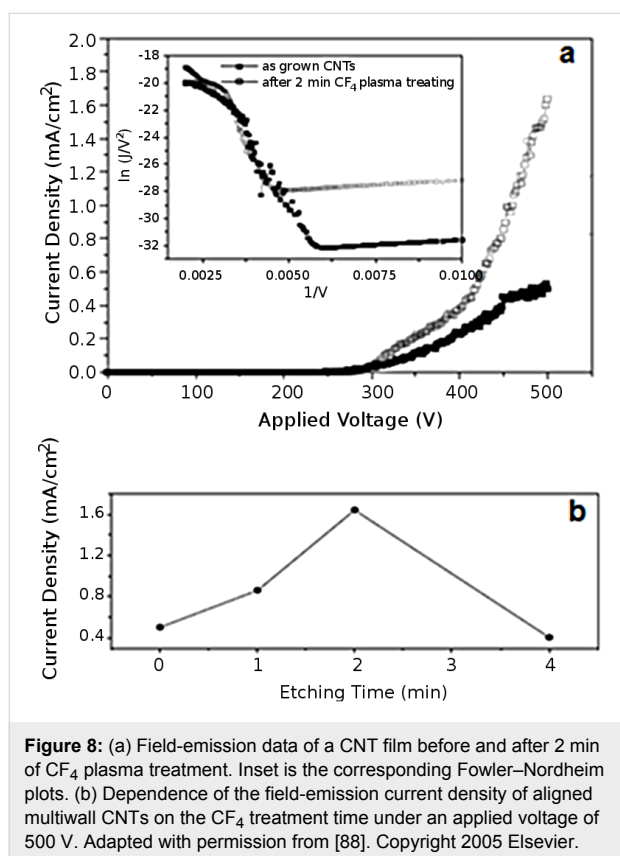 a
2.0
1.8
1.6
1.4
1.2
1.0
0.8
0.6
0.4
0.2
0.0
Current Density (mA/cm²)
0 100 200 300 400 500
Applied Voltage (V)
-18
-20
-22
-24
-26
-28
-30
-32
ln (J/V²)
0.0025 0.0050 0.0075 0.0100
1/V
as grown CNTs
after 2 min CF₄ plasma treating
b
1.6
1.2
0.8
0.4
Current Density (mA/cm²)
0 1 2 3 4
Etching Time (min)
Figure 8: (a) Field-emission data of a CNT film before and after 2 min
of CF₄ plasma treatment. Inset is the corresponding Fowler–Nordheim
plots. (b) Dependence of the field-emission current density of aligned
multiwall CNTs on the CF₄ treatment time under an applied voltage of
500 V. Adapted with permission from [88]. Copyright 2005 Elsevier.